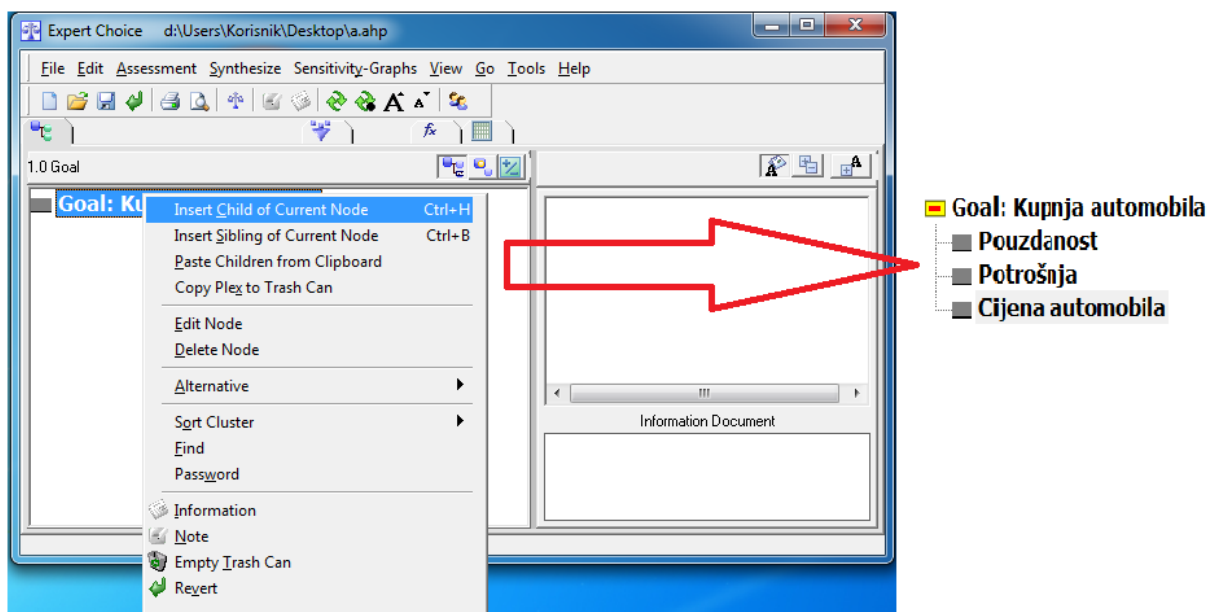 Expert Choice d:\Users\Korisnik\Desktop\a.ahp
File Edit Assessment Synthesize Sensitivity-Graphs View Go Tools Help
1.0 Goal
Goal: Ku
Insert Child of Current Node Ctrl+H
Insert Sibling of Current Node Ctrl+B
Paste Children from Clipboard
Copy Plex to Trash Can
Edit Node
Delete Node
Alternative
Sort Cluster
Find
Password
Information
Note
Empty Trash Can
Revert
Information Document
Goal: Kupnja automobila
Pouzdanost
Potrošnja
Cijena automobila